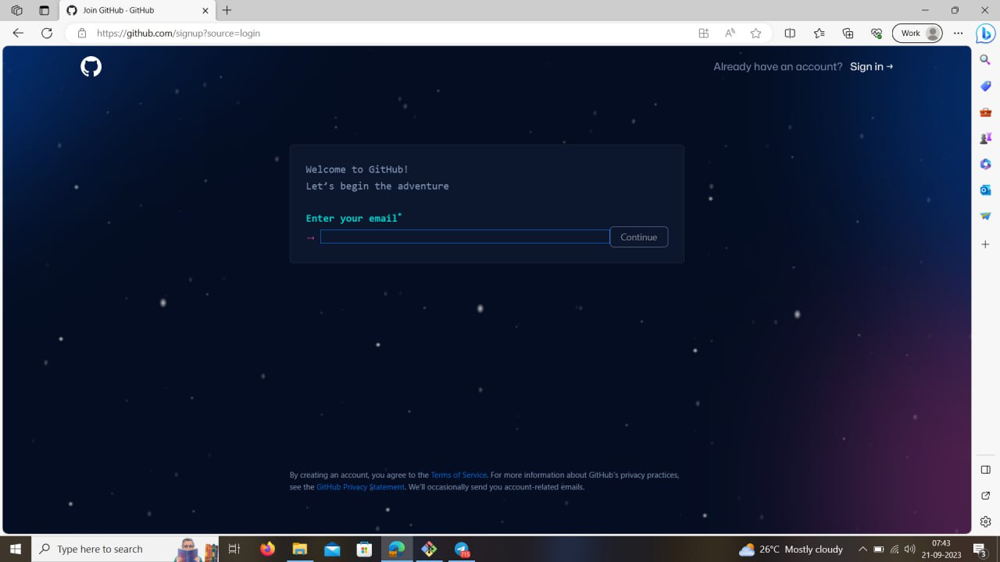 Join GitHub · GitHub
https://github.com/signup?source=login
Work
Already have an account? Sign in →
Welcome to GitHub!
Let's begin the adventure
Enter your email*
→
Continue
By creating an account, you agree to the Terms of Service. For more information about GitHub's privacy practices,
see the GitHub Privacy Statement. We'll occasionally send you account-related emails.
Type here to search
715
26°C Mostly cloudy
07:43
21-09-2023
3